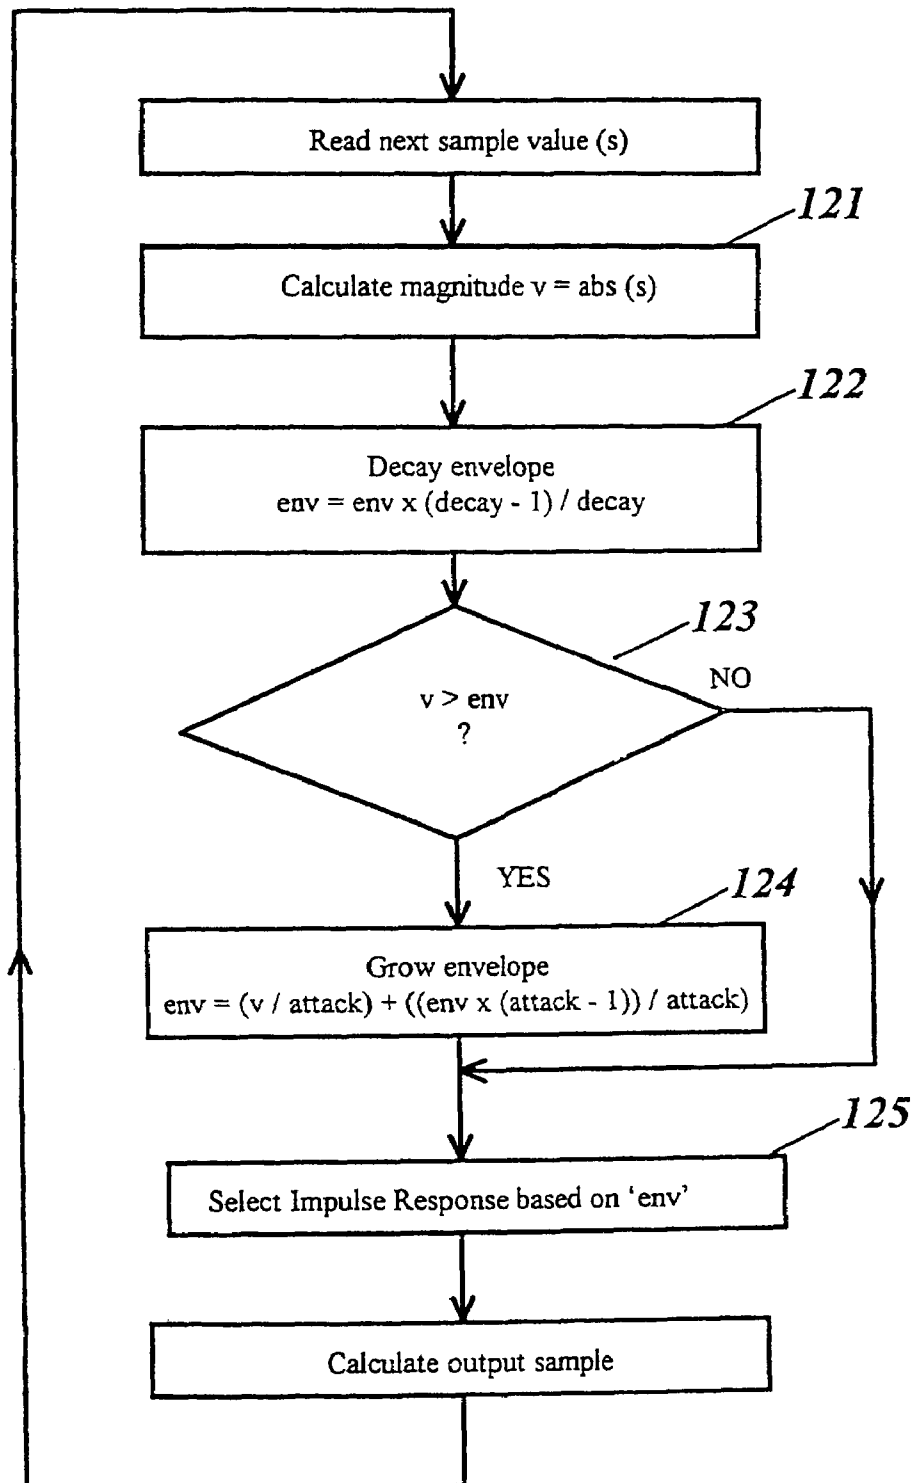 Read next sample value (s)
121
Calculate magnitude v = abs (s)
122
Decay envelope
env = env x (decay - 1) / decay
123
NO
v > env
?
YES
124
Grow envelope
env = (v / attack) + ((env x (attack - 1)) / attack)
125
Select Impulse Response based on ‘env’
Calculate output sample